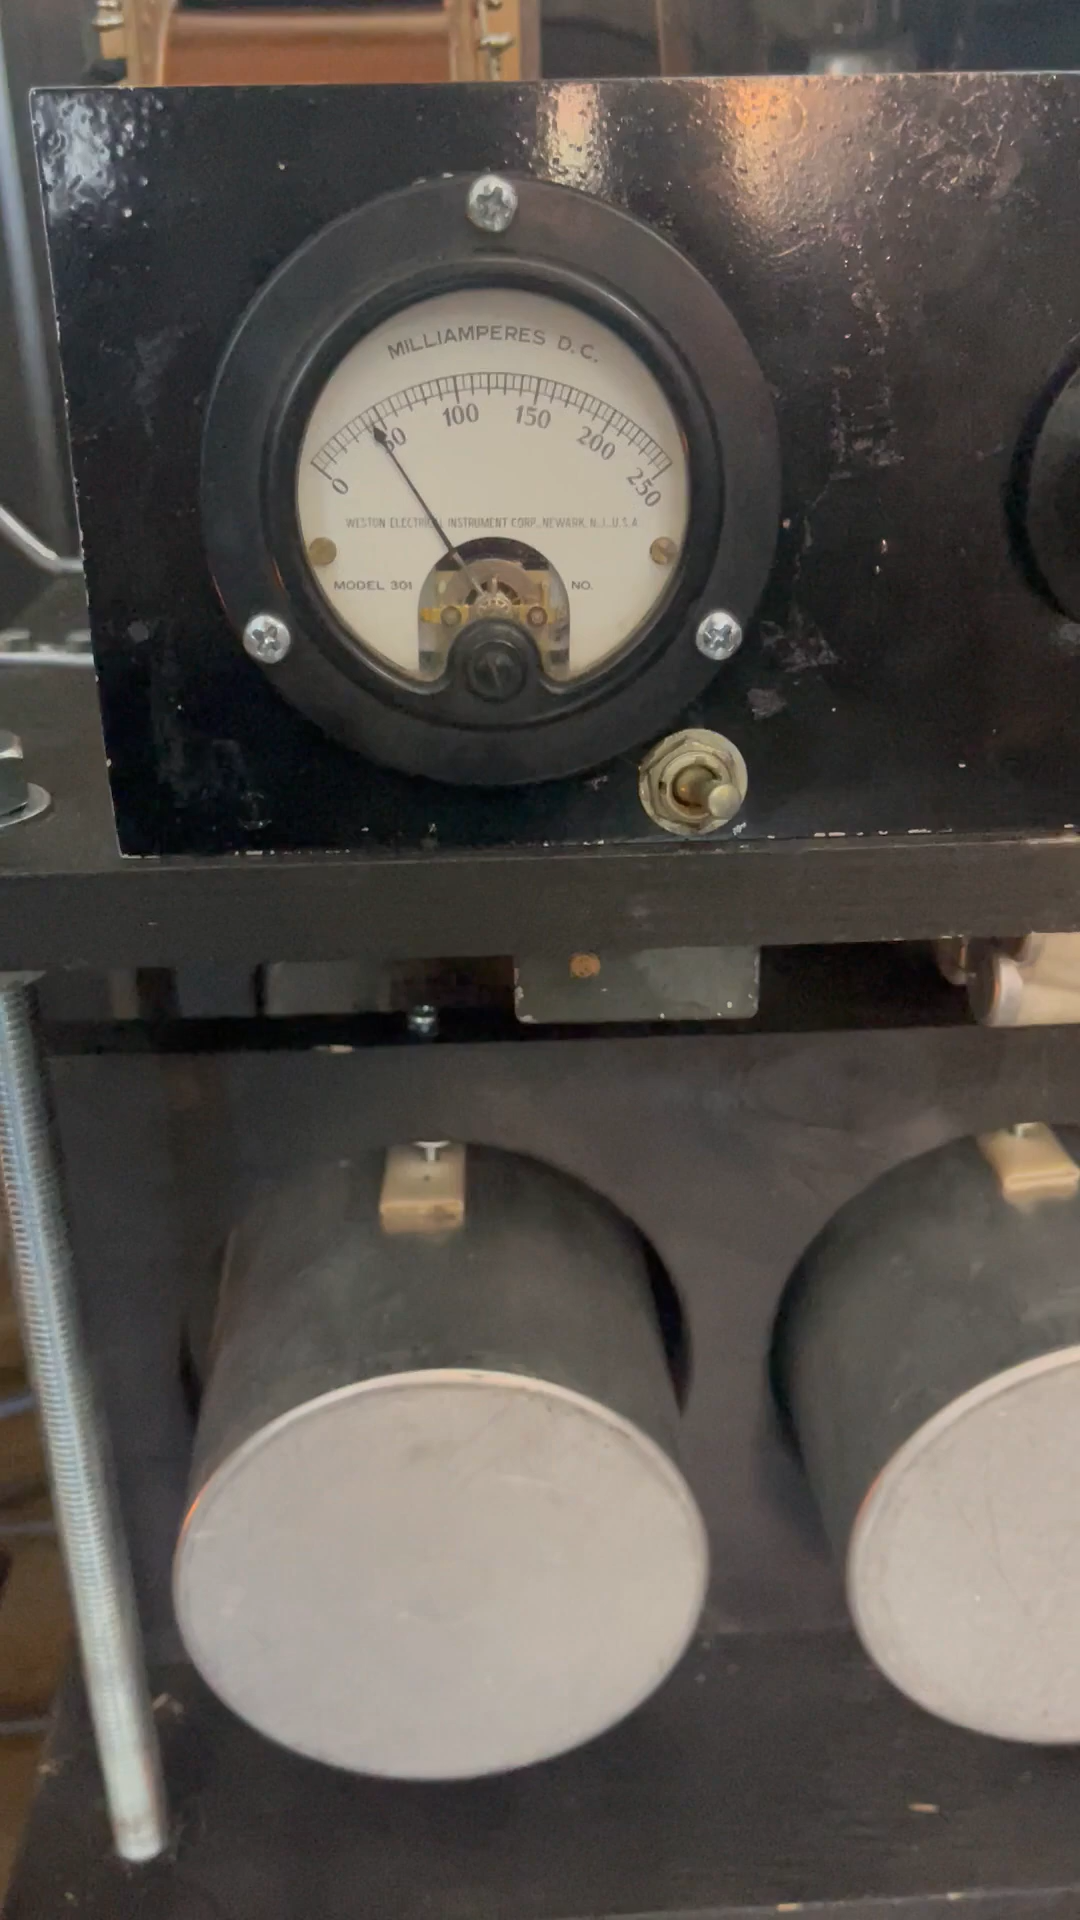 MILLIAMPERES D.C.
0 50 100 150 200 250
WESTON ELECTRICAL INSTRUMENT CORP., NEWARK, N.J., U.S.A.
MODEL 301 NO.